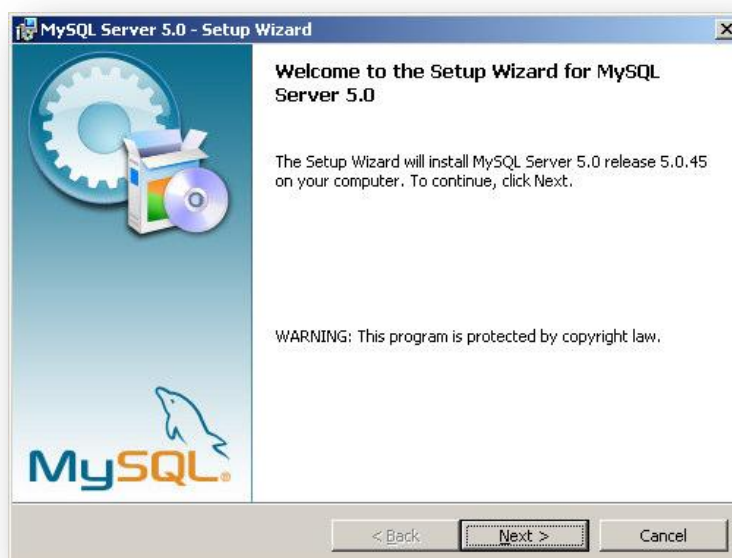 MySQL Server 5.0 - Setup Wizard
Welcome to the Setup Wizard for MySQL
Server 5.0
The Setup Wizard will install MySQL Server 5.0 release 5.0.45
on your computer. To continue, click Next.
WARNING: This program is protected by copyright law.
MySQL®
< Back
Next >
Cancel